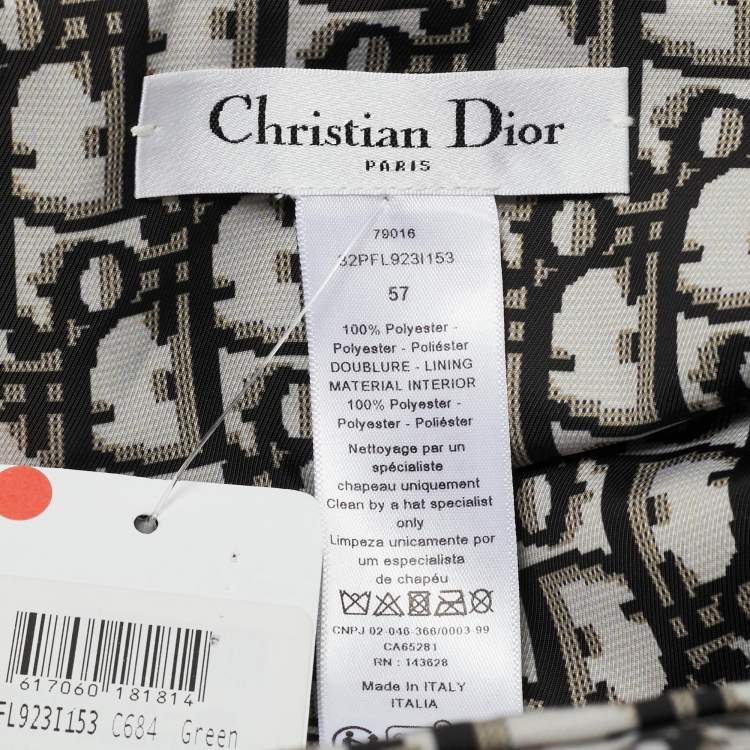 Christian Dior
PARIS
79016
32PFL923I153
57
100% Polyester -
Polyester - Poliéster
DOUBLURE - LINING
MATERIAL INTERIOR
100% Polyester -
Polyester - Poliéster
Nettoyage par un
spécialiste
chapeau uniquement
Clean by a hat specialist
only
Limpeza unicamente por
um especialista
de chapéu
CNPJ 02-046-366/0003-99
CA65281
RN : 143628
Made In ITALY
ITALIA
617060 181814
FL923I153 C684 Green